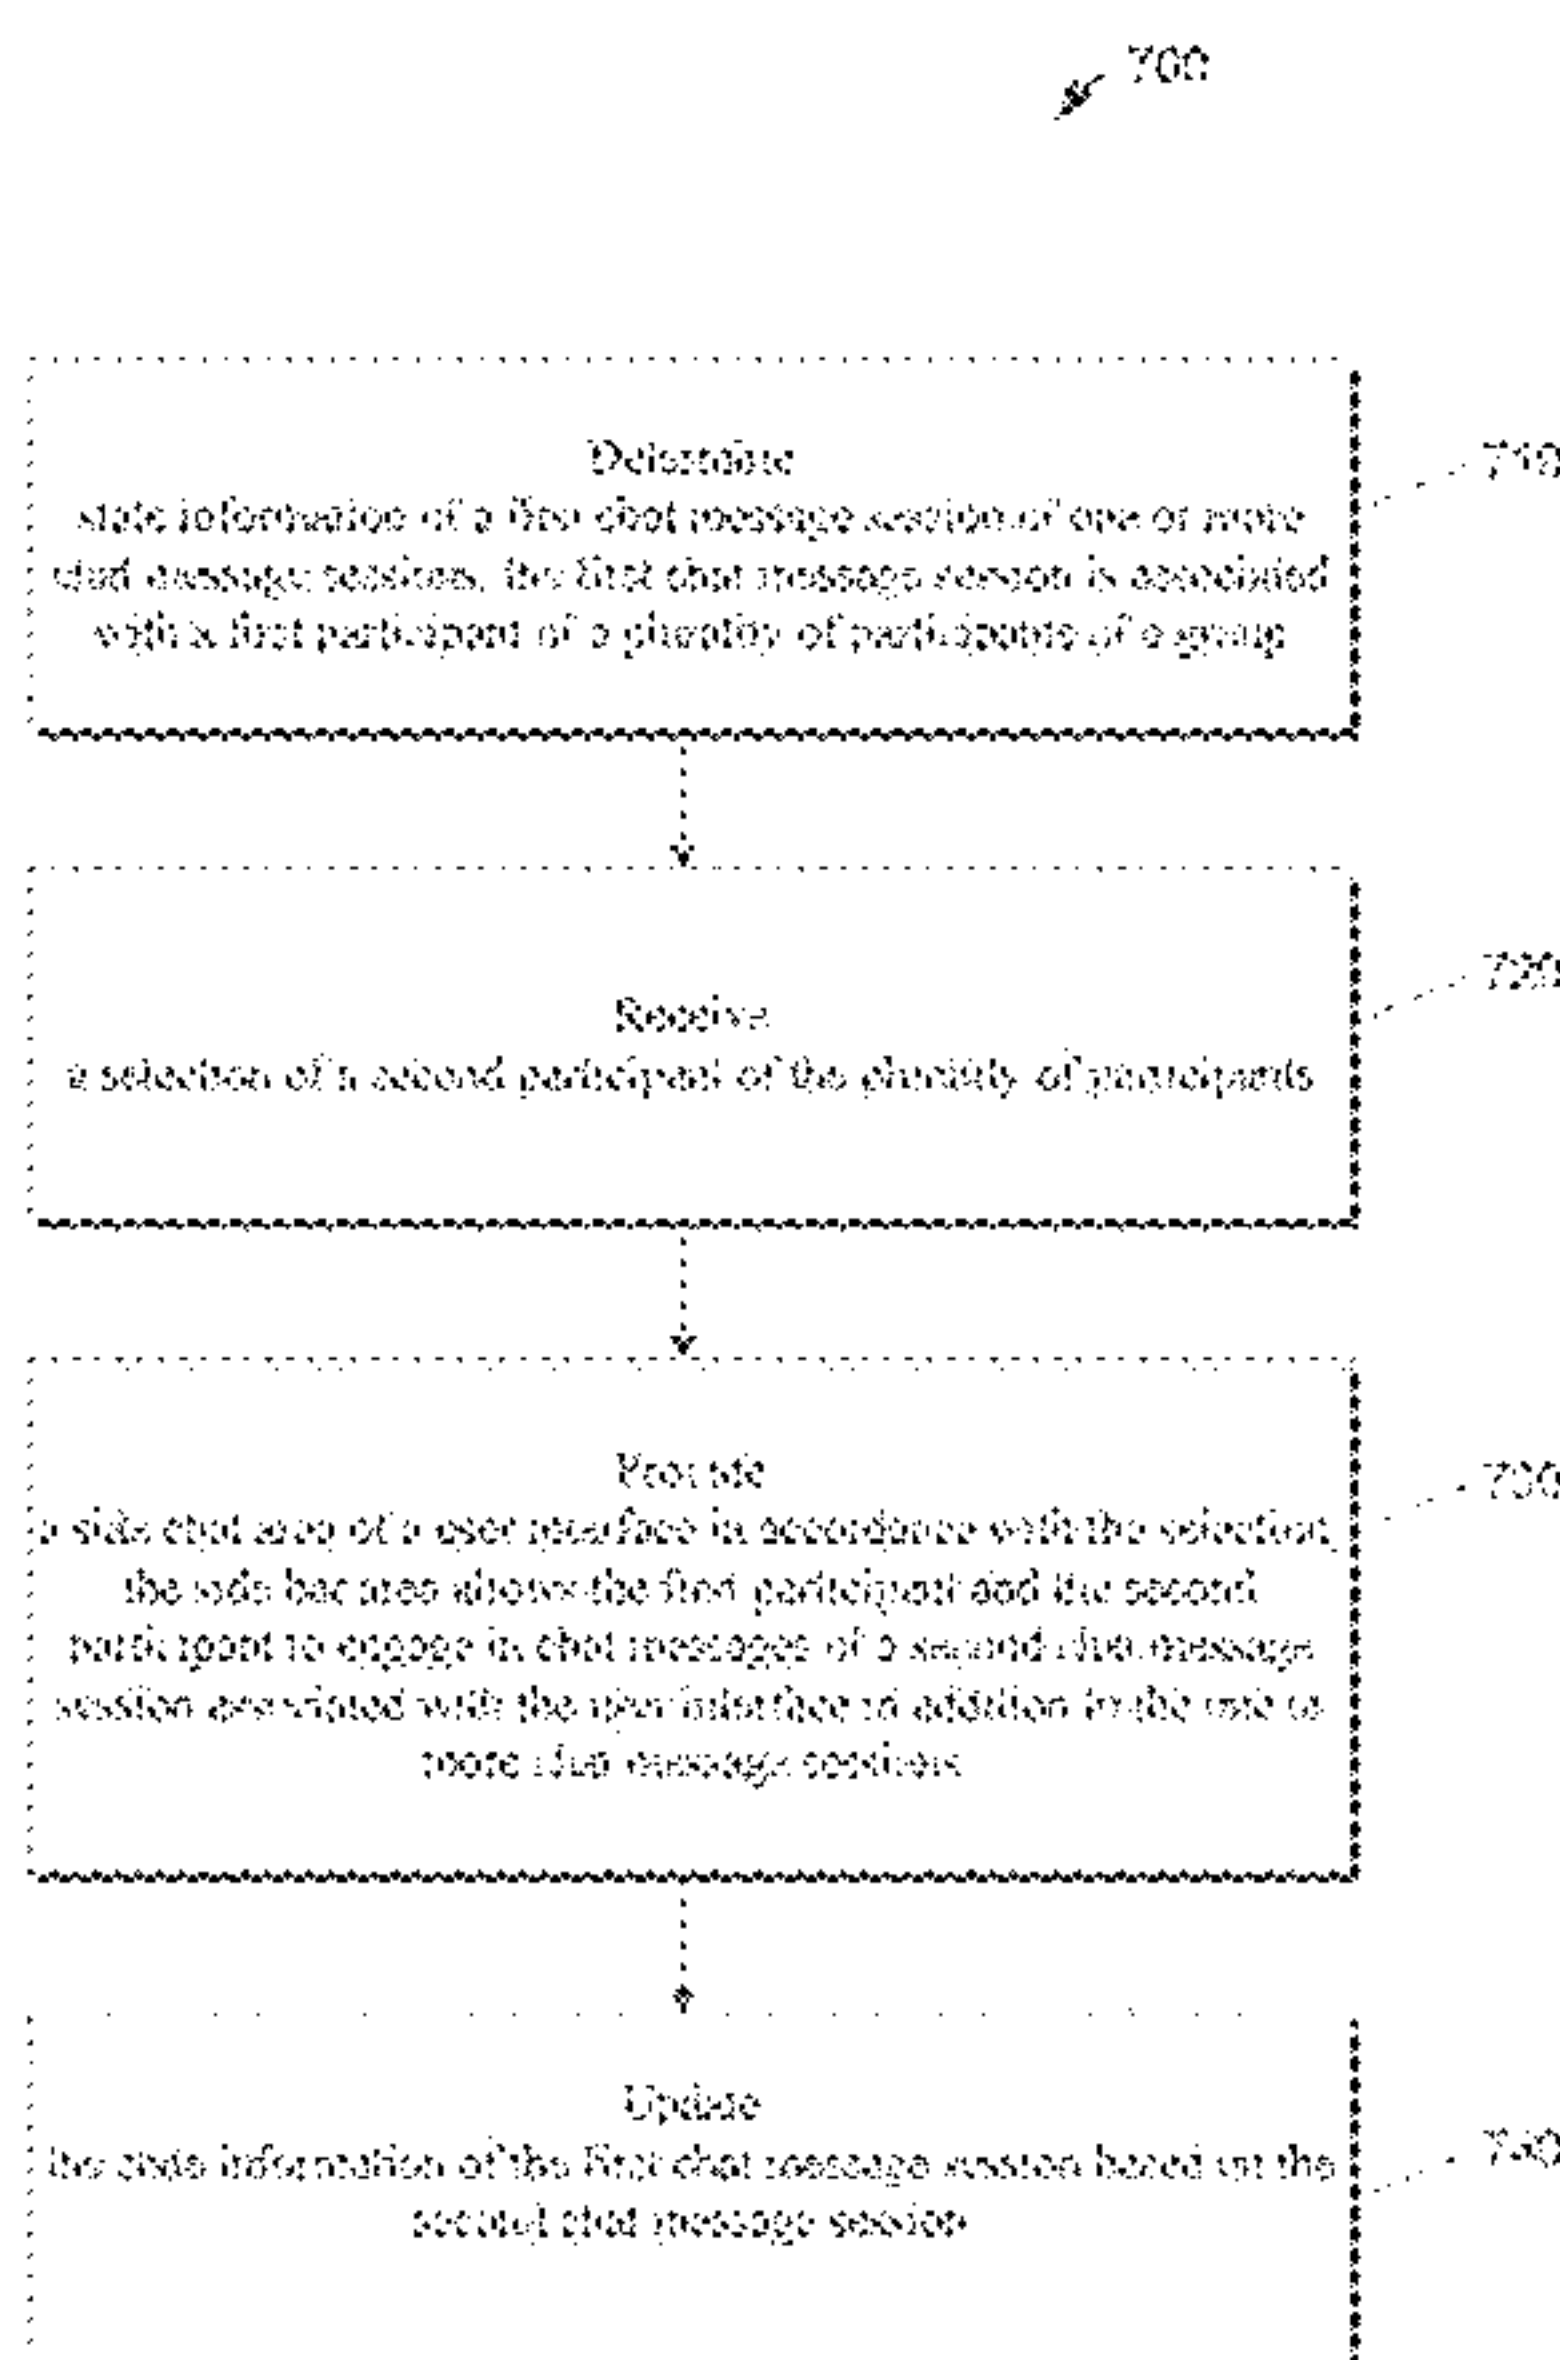 700
Determine
state information of a first chat message session of one or more
chat message sessions, the first chat message session is associated
with a first participant of a plurality of participants of a group
710
Receive
a selection of a second participant of the plurality of participants
720
Provide
a side chat area of a user interface in accordance with the selection,
the side chat area allows the first participant and the second
participant to engage in chat messages of a second chat message
session associated with the user interface in addition to the one or
more chat message sessions
730
Update
the state information of the first chat message session based on the
second chat message session
740